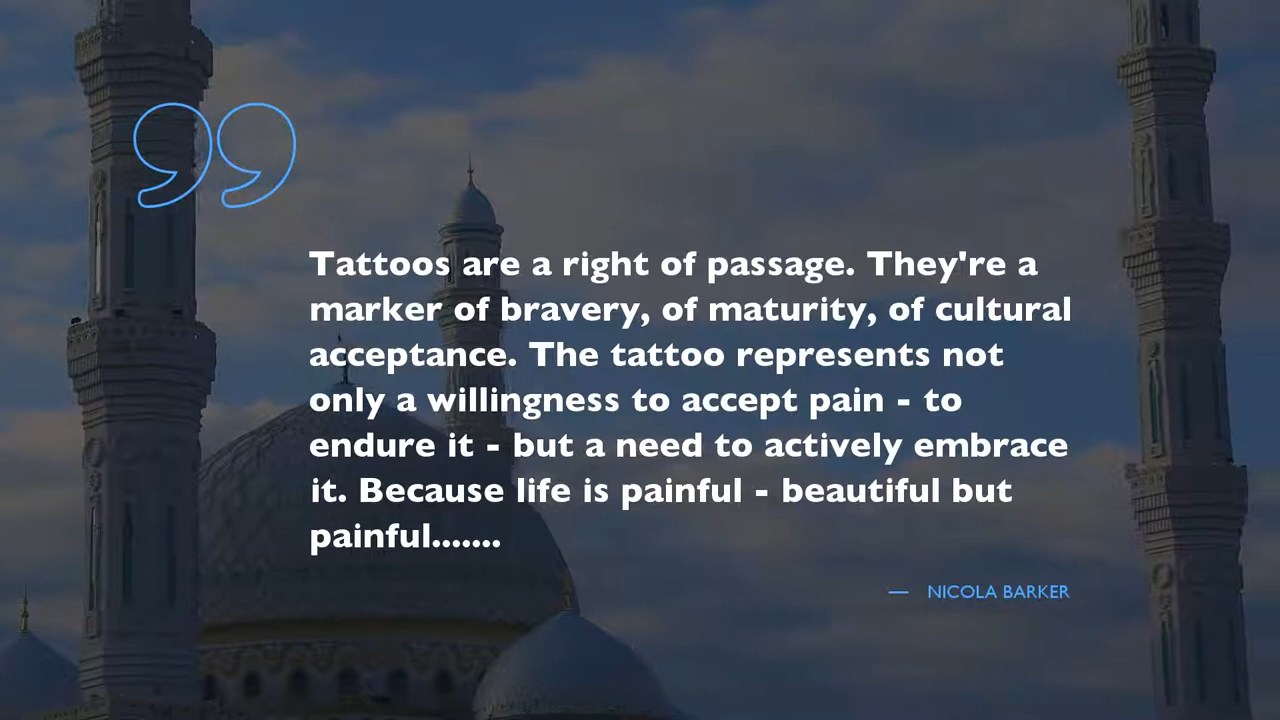 Tattoos are a right of passage. They're a
marker of bravery, of maturity, of cultural
acceptance. The tattoo represents not
only a willingness to accept pain - to
endure it - but a need to actively embrace
it. Because life is painful - beautiful but
painful.......
— NICOLA BARKER